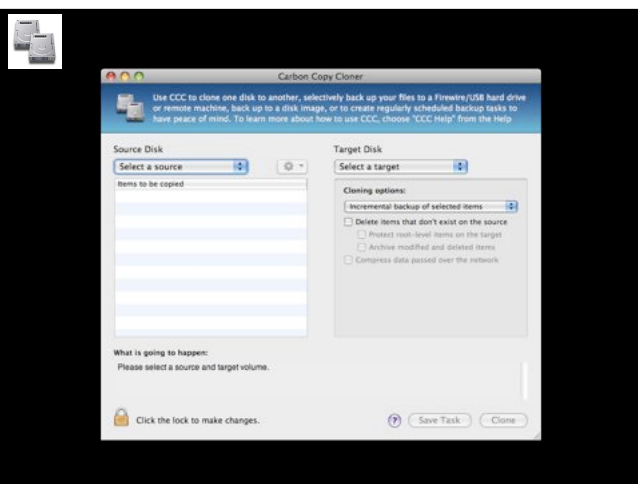 Carbon Copy Cloner
Use CCC to clone one disk to another, selectively back up your files to a Firewire/USB hard drive
or remote machine, back up to a disk image, or to create regularly scheduled backup tasks to
have peace of mind. To learn more about how to use CCC, choose "CCC Help" from the Help
Source Disk
Target Disk
Select a source
Select a target
Items to be copied
Cloning options:
Incremental backup of selected items
Delete items that don't exist on the source
Protect root-level items on the target
Archive modified and deleted items
Compress data passed over the network
What is going to happen:
Please select a source and target volume.
Click the lock to make changes.
?
Save Task
Clone